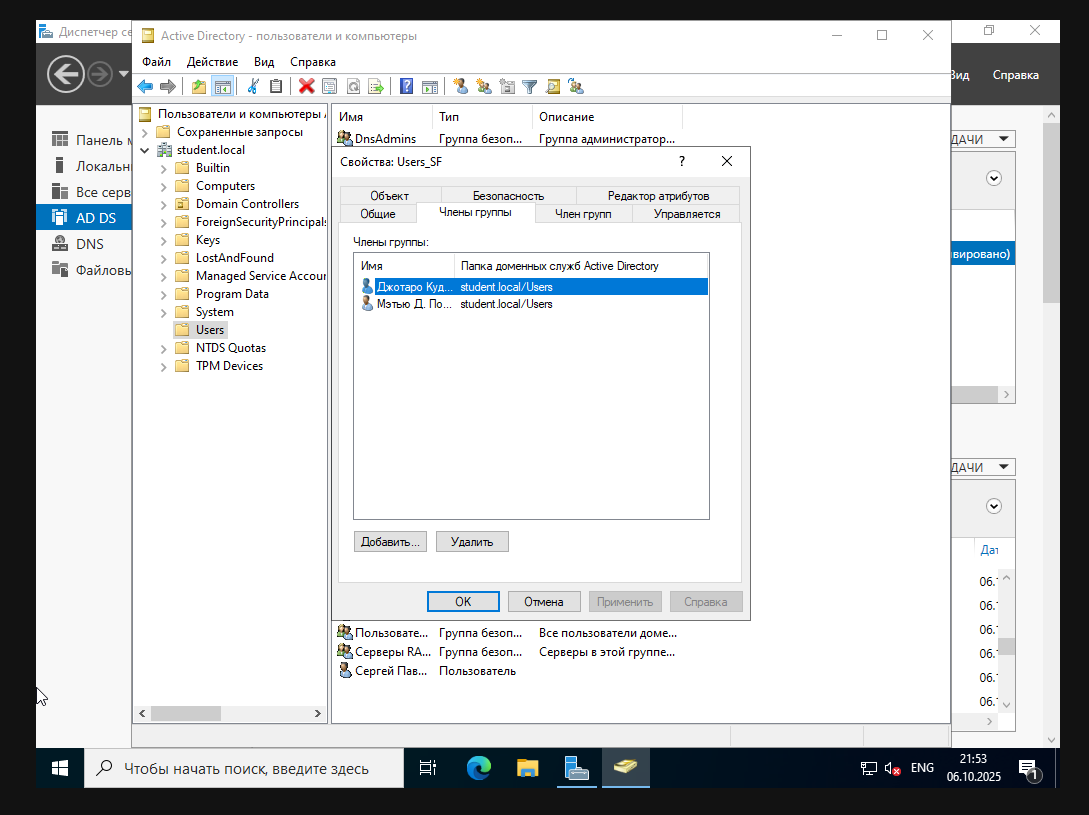 Диспетчер се
Active Directory - пользователи и компьютеры
Файл Действие Вид Справка
Вид Справка
Пользователи и компьютеры
Сохраненные запросы
student.local
Builtin
Computers
Domain Controllers
ForeignSecurityPrincipals
Keys
LostAndFound
Managed Service Accour
Program Data
System
Users
NTDS Quotas
TPM Devices
Панель м
Локальн
Все серв
AD DS
DNS
Файловы
Имя Тип Описание
DnsAdmins Группа безоп... Группа администратор...
Свойства: Users_SF
?
Объект Безопасность Редактор атрибутов
Общие Члены группы Член групп Управляется
Члены группы:
Имя Папка доменных служб Active Directory
Джотаро Куд... student.local/Users
Мэтью Д. По... student.local/Users
Добавить... Удалить
OK Отмена Применить Справка
Пользовате... Группа безоп... Все пользователи доме...
Серверы RA... Группа безоп... Серверы в этой группе...
Сергей Пав... Пользователь
ДАЧИ
ивировано)
ДАЧИ
Дат
06.1
06.1
06.1
06.1
06.1
06.1
Чтобы начать поиск, введите здесь
ENG
21:53
06.10.2025
1